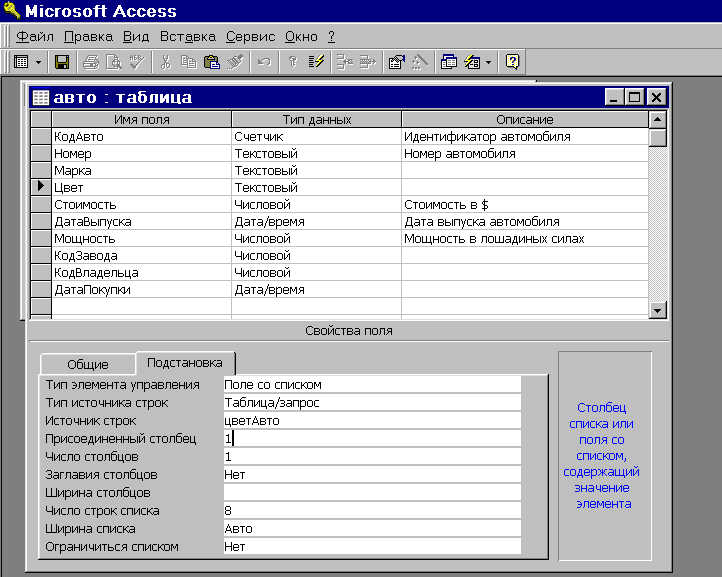 Microsoft Access
Файл Правка Вид Вставка Сервис Окно ?
авто : таблица
Имя поля Тип данных Описание
КодАвто Счетчик Идентификатор автомобиля
Номер Текстовый Номер автомобиля
Марка Текстовый
Цвет Текстовый
Стоимость Числовой Стоимость в $
ДатаВыпуска Дата/время Дата выпуска автомобиля
Мощность Числовой Мощность в лошадиных силах
КодЗавода Числовой
КодВладельца Числовой
ДатаПокупки Дата/время
Свойства поля
Общие Подстановка
Тип элемента управления Поле со списком
Тип источника строк Таблица/запрос
Источник строк цветАвто
Присоединенный столбец 1
Число столбцов 1
Заглавия столбцов Нет
Ширина столбцов
Число строк списка 8
Ширина списка Авто
Ограничиться списком Нет
Столбец
списка или
поля со
списком,
содержащий
значение
элемента